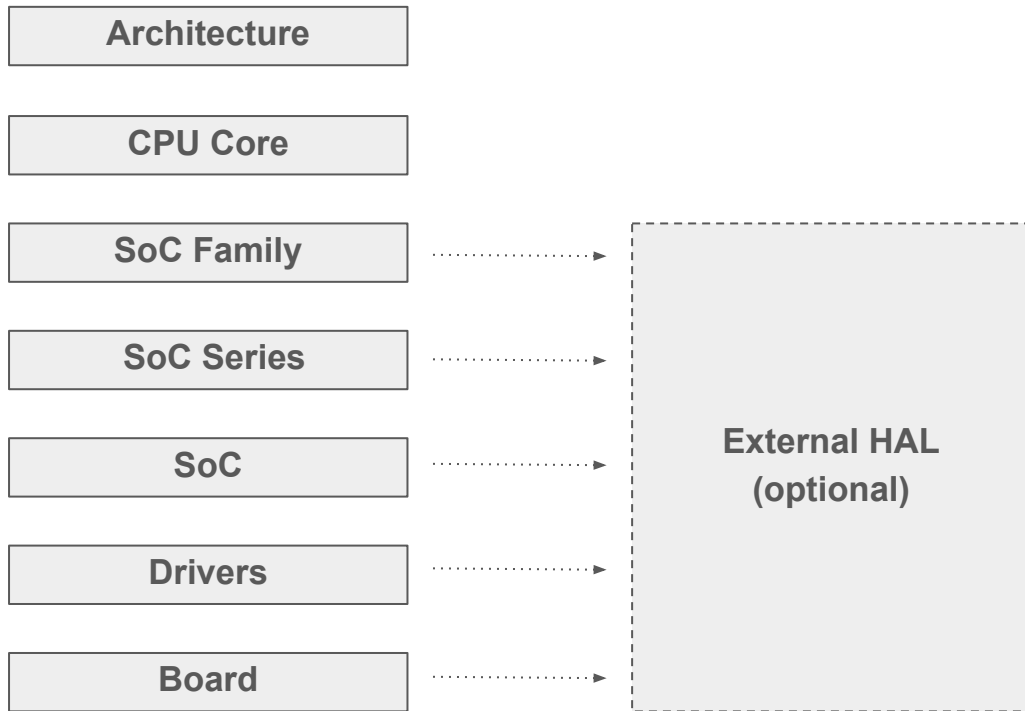 Architecture
CPU Core
SoC Family
SoC Series
SoC
Drivers
Board
External HAL
(optional)